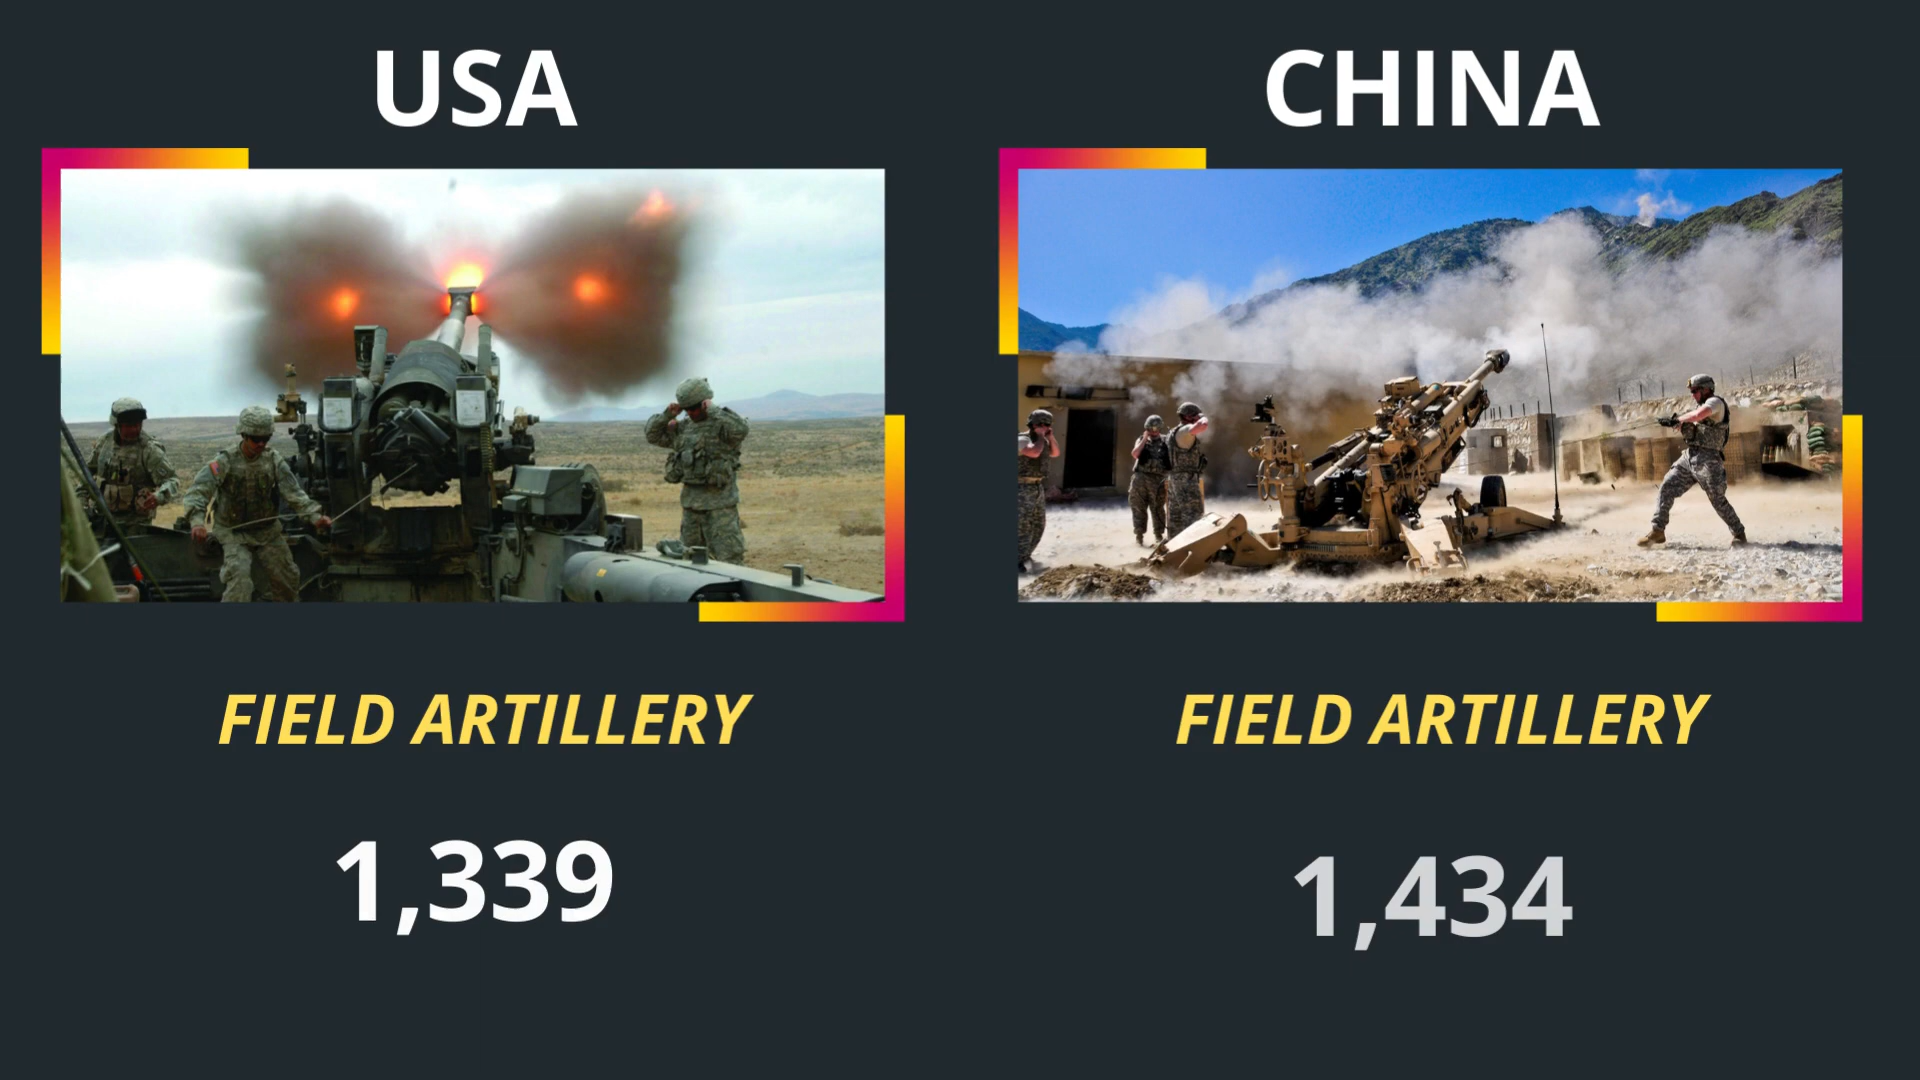 USA
CHINA
FIELD ARTILLERY
FIELD ARTILLERY
1,339
1,434